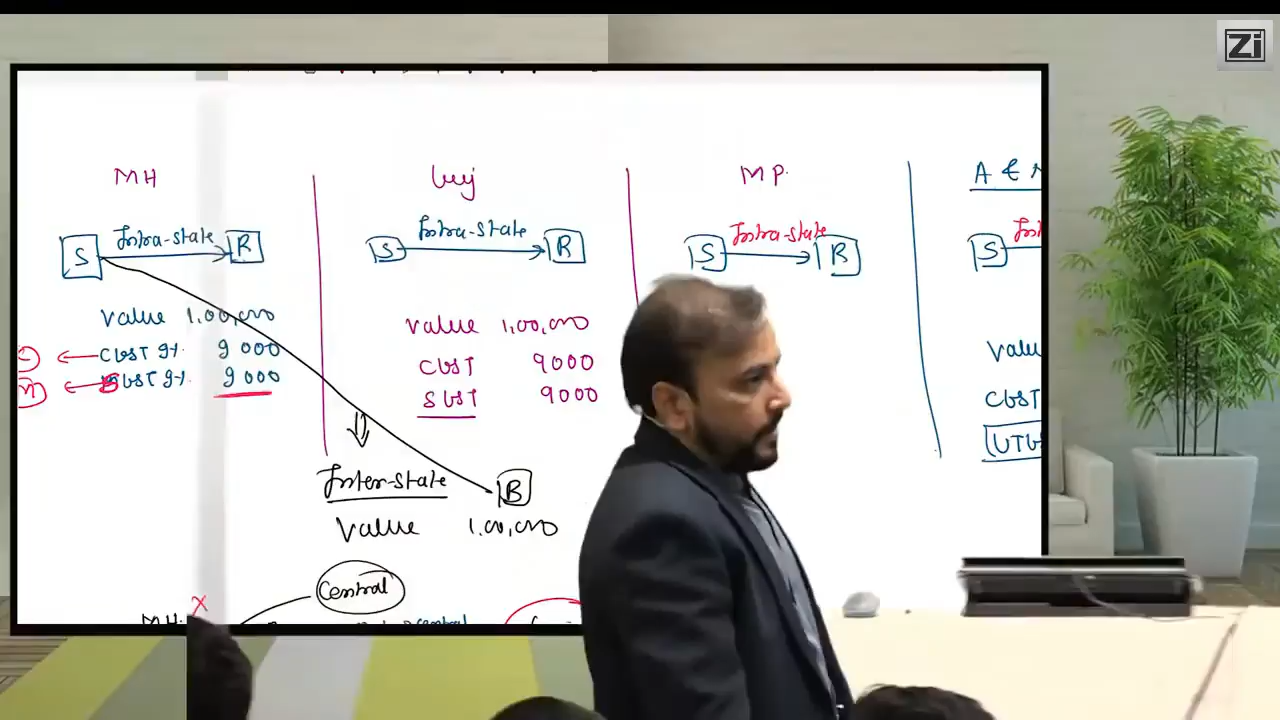 Zi
MH
Intra-state
S
R
Value 1,00,000
CGST 9%. 9000
SGST 9%. 9000
Guj
Intra-state
S
R
Value 1,00,000
CGST 9000
SGST 9000
Inter-state
R
Value 1,00,000
Central
X
MH
Central
MP.
Intra-state
S
R
A &
S
Valu
CGST
UTG